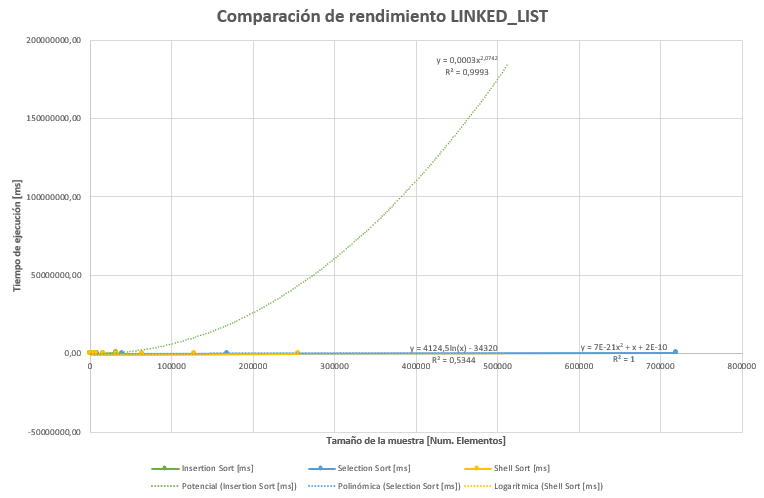 Comparación de rendimiento LINKED_LIST
200000000,00
150000000,00
100000000,00
50000000,00
0,00
-50000000,00
Tiempo de ejecución [ms]
y = 0,0003x^2,0742
R² = 0,9993
y = 4124,5ln(x) - 34320
R² = 0,5344
y = 7E-21x² + x + 2E-10
R² = 1
0 100000 200000 300000 400000 500000 600000 700000 800000
Tamaño de la muestra [Num. Elementos]
Insertion Sort [ms] Selection Sort [ms] Shell Sort [ms]
Potencial (Insertion Sort [ms]) Polinómica (Selection Sort [ms]) Logarítmica (Shell Sort [ms])